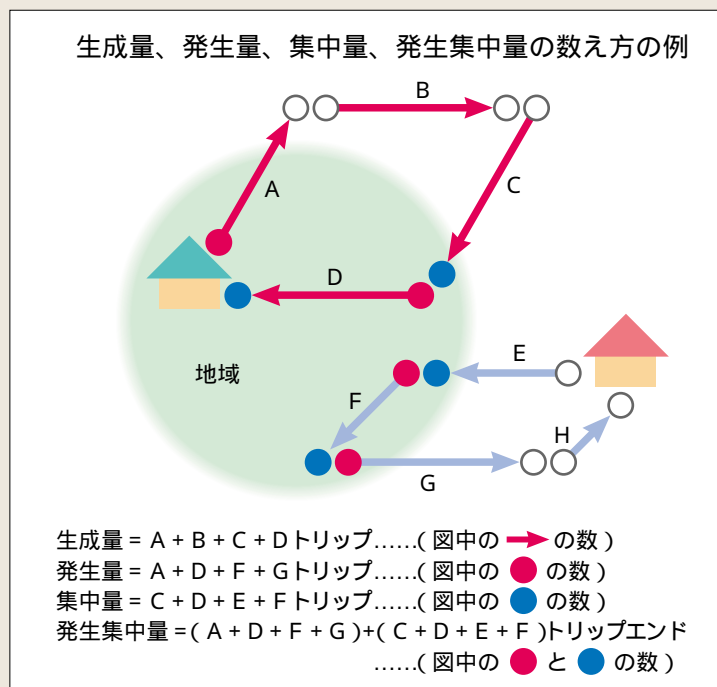 生成量、発生量、集中量、発生集中量の数え方の例
B
A
C
D
地域
E
F
H
G
生成量 = A + B + C + Dトリップ……( 図中の の数 )
発生量 = A + D + F + Gトリップ……( 図中の の数 )
集中量 = C + D + E + Fトリップ……( 図中の の数 )
発生集中量 =( A + D + F + G )+( C + D + E + F )トリップエンド
……( 図中の と の数 )